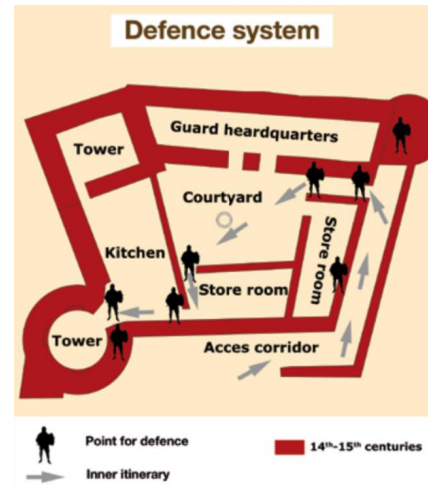 Defence system
Guard heardquarters
Tower
Courtyard
Kitchen
Store room
Store room
Tower
Acces corridor
Point for defence
14th-15th centuries
Inner itinerary